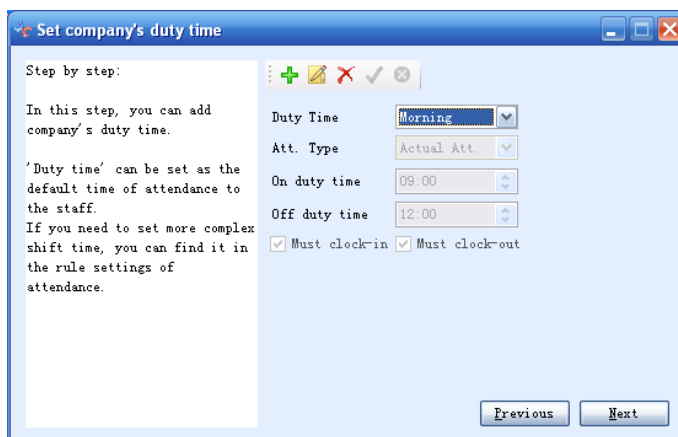 Set company's duty time
Step by step:
In this step, you can add
company's duty time.
'Duty time' can be set as the
default time of attendance to
the staff.
If you need to set more complex
shift time, you can find it in
the rule settings of
attendance.
Duty Time Morning
Att. Type Actual Att.
On duty time 09:00
Off duty time 12:00
Must clock-in Must clock-out
Previous Next